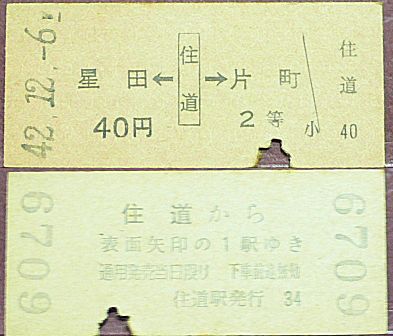 42.12.-6
星田←住道→片町
40円
2等
小
住道
40
6709
住道から
表面矢印の1駅ゆき
通用発売当日限り 下車前途無効
住道駅発行 34
6709